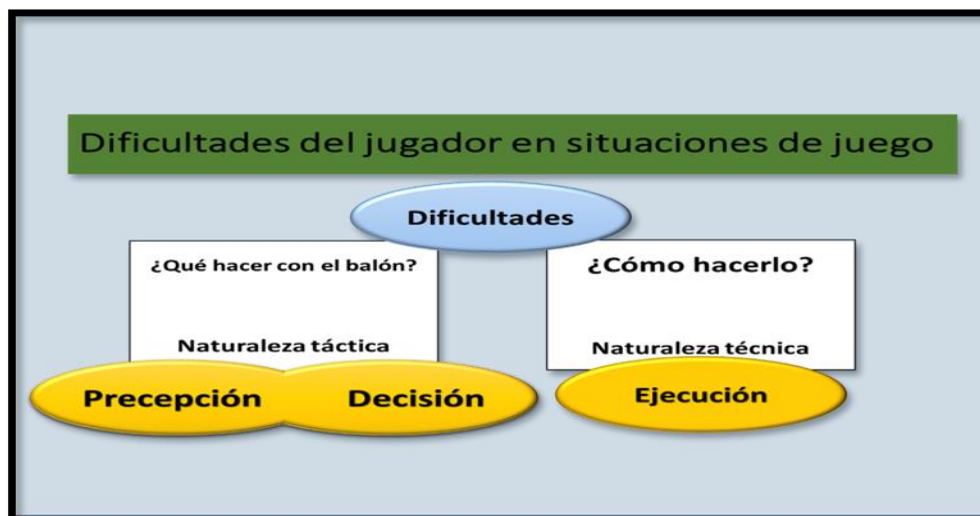 Dificultades del jugador en situaciones de juego
Dificultades
¿Qué hacer con el balón?
Naturaleza táctica
Precepción
Decisión
¿Cómo hacerlo?
Naturaleza técnica
Ejecución